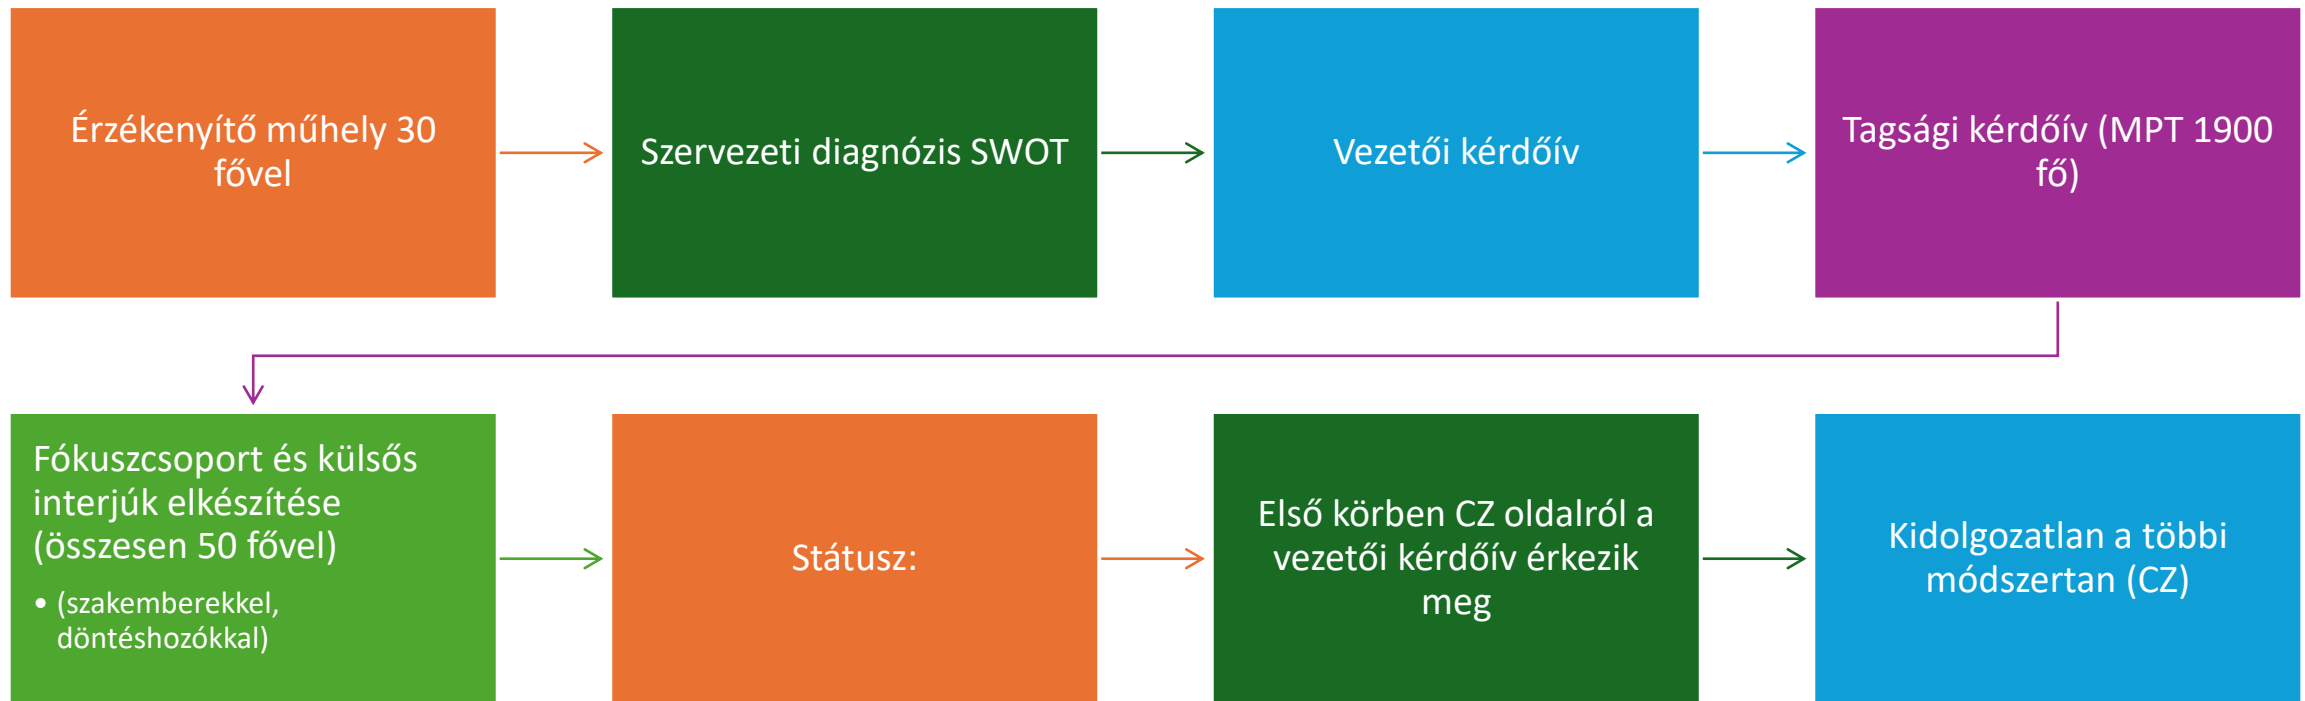 Érzékenyítő műhely 30
fővel
Szervezeti diagnózis SWOT
Vezetői kérdőív
Tagsági kérdőív (MPT 1900
fő)
Fókuszcsoport és külsős
interjúk elkészítése
(összesen 50 fővel)
• (szakemberekkel,
döntéshozókkal)
Státusz:
Első körben CZ oldalról a
vezetői kérdőív érkezik
meg
Kidolgozatlan a többi
módszertan (CZ)